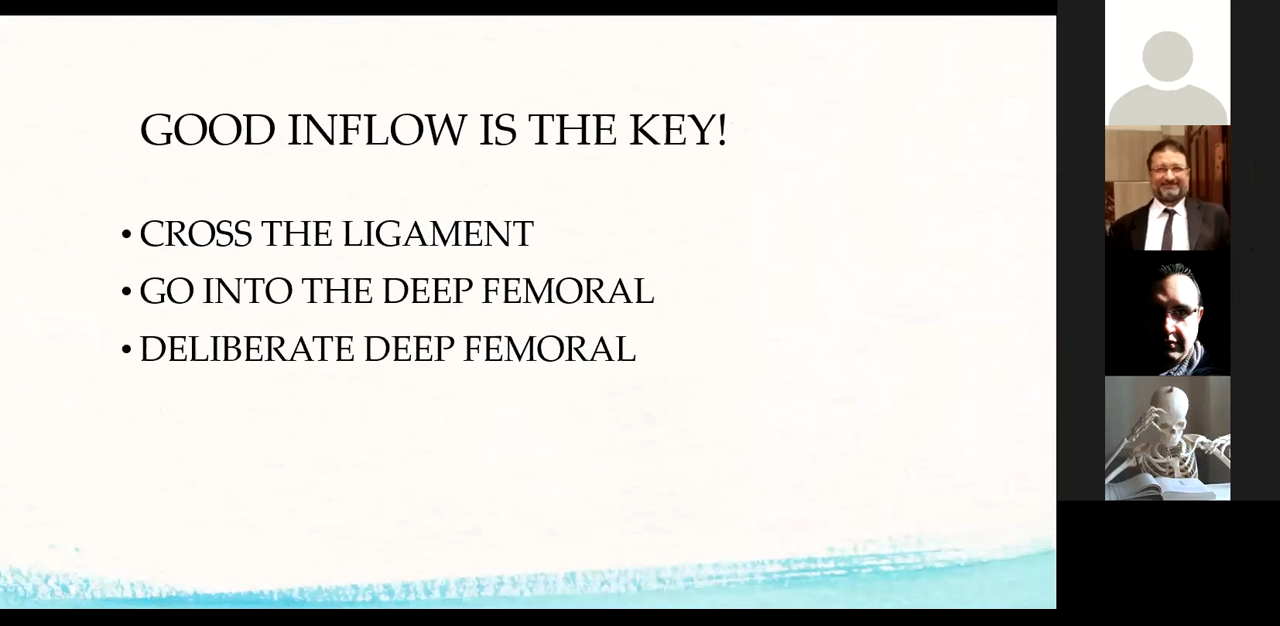 GOOD INFLOW IS THE KEY!
• CROSS THE LIGAMENT
• GO INTO THE DEEP FEMORAL
• DELIBERATE DEEP FEMORAL